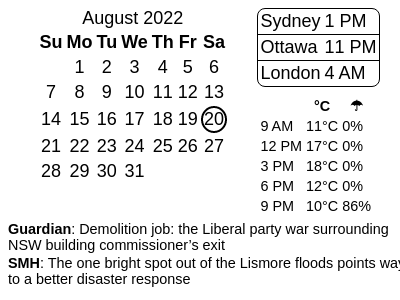 August 2022
Su Mo Tu We Th Fr Sa
1 2 3 4 5 6
7 8 9 10 11 12 13
14 15 16 17 18 19 20
21 22 23 24 25 26 27
28 29 30 31
Sydney 1 PM
Ottawa 11 PM
London 4 AM
°C ☂
9 AM 11°C 0%
12 PM 17°C 0%
3 PM 18°C 0%
6 PM 12°C 0%
9 PM 10°C 86%
Guardian: Demolition job: the Liberal party war surrounding
NSW building commissioner’s exit
SMH: The one bright spot out of the Lismore floods points way
to a better disaster response